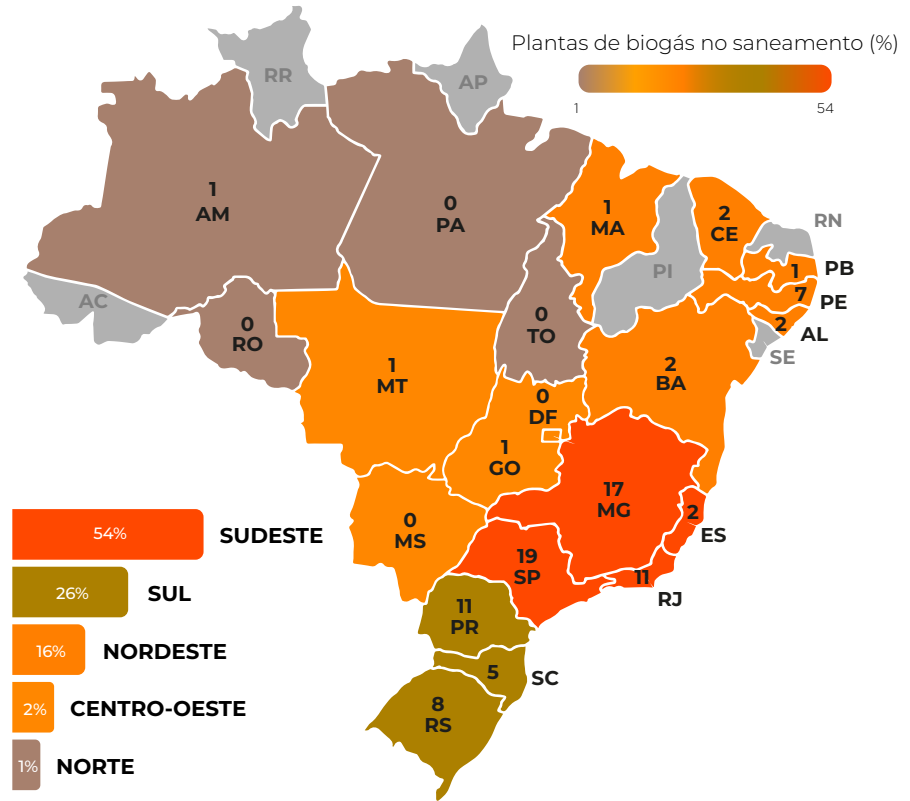 Plantas de biogás no saneamento (%)
1
54
RR
AP
1
AM
0
PA
1
MA
2
CE
RN
PI
1
PB
7
PE
2
AL
SE
AC
0
RO
0
TO
1
MT
2
BA
0
DF
1
GO
17
MG
2
ES
0
MS
19
SP
11
RJ
11
PR
5
SC
8
RS
54%
SUDESTE
26%
SUL
16%
NORDESTE
2%
CENTRO-OESTE
1%
NORTE